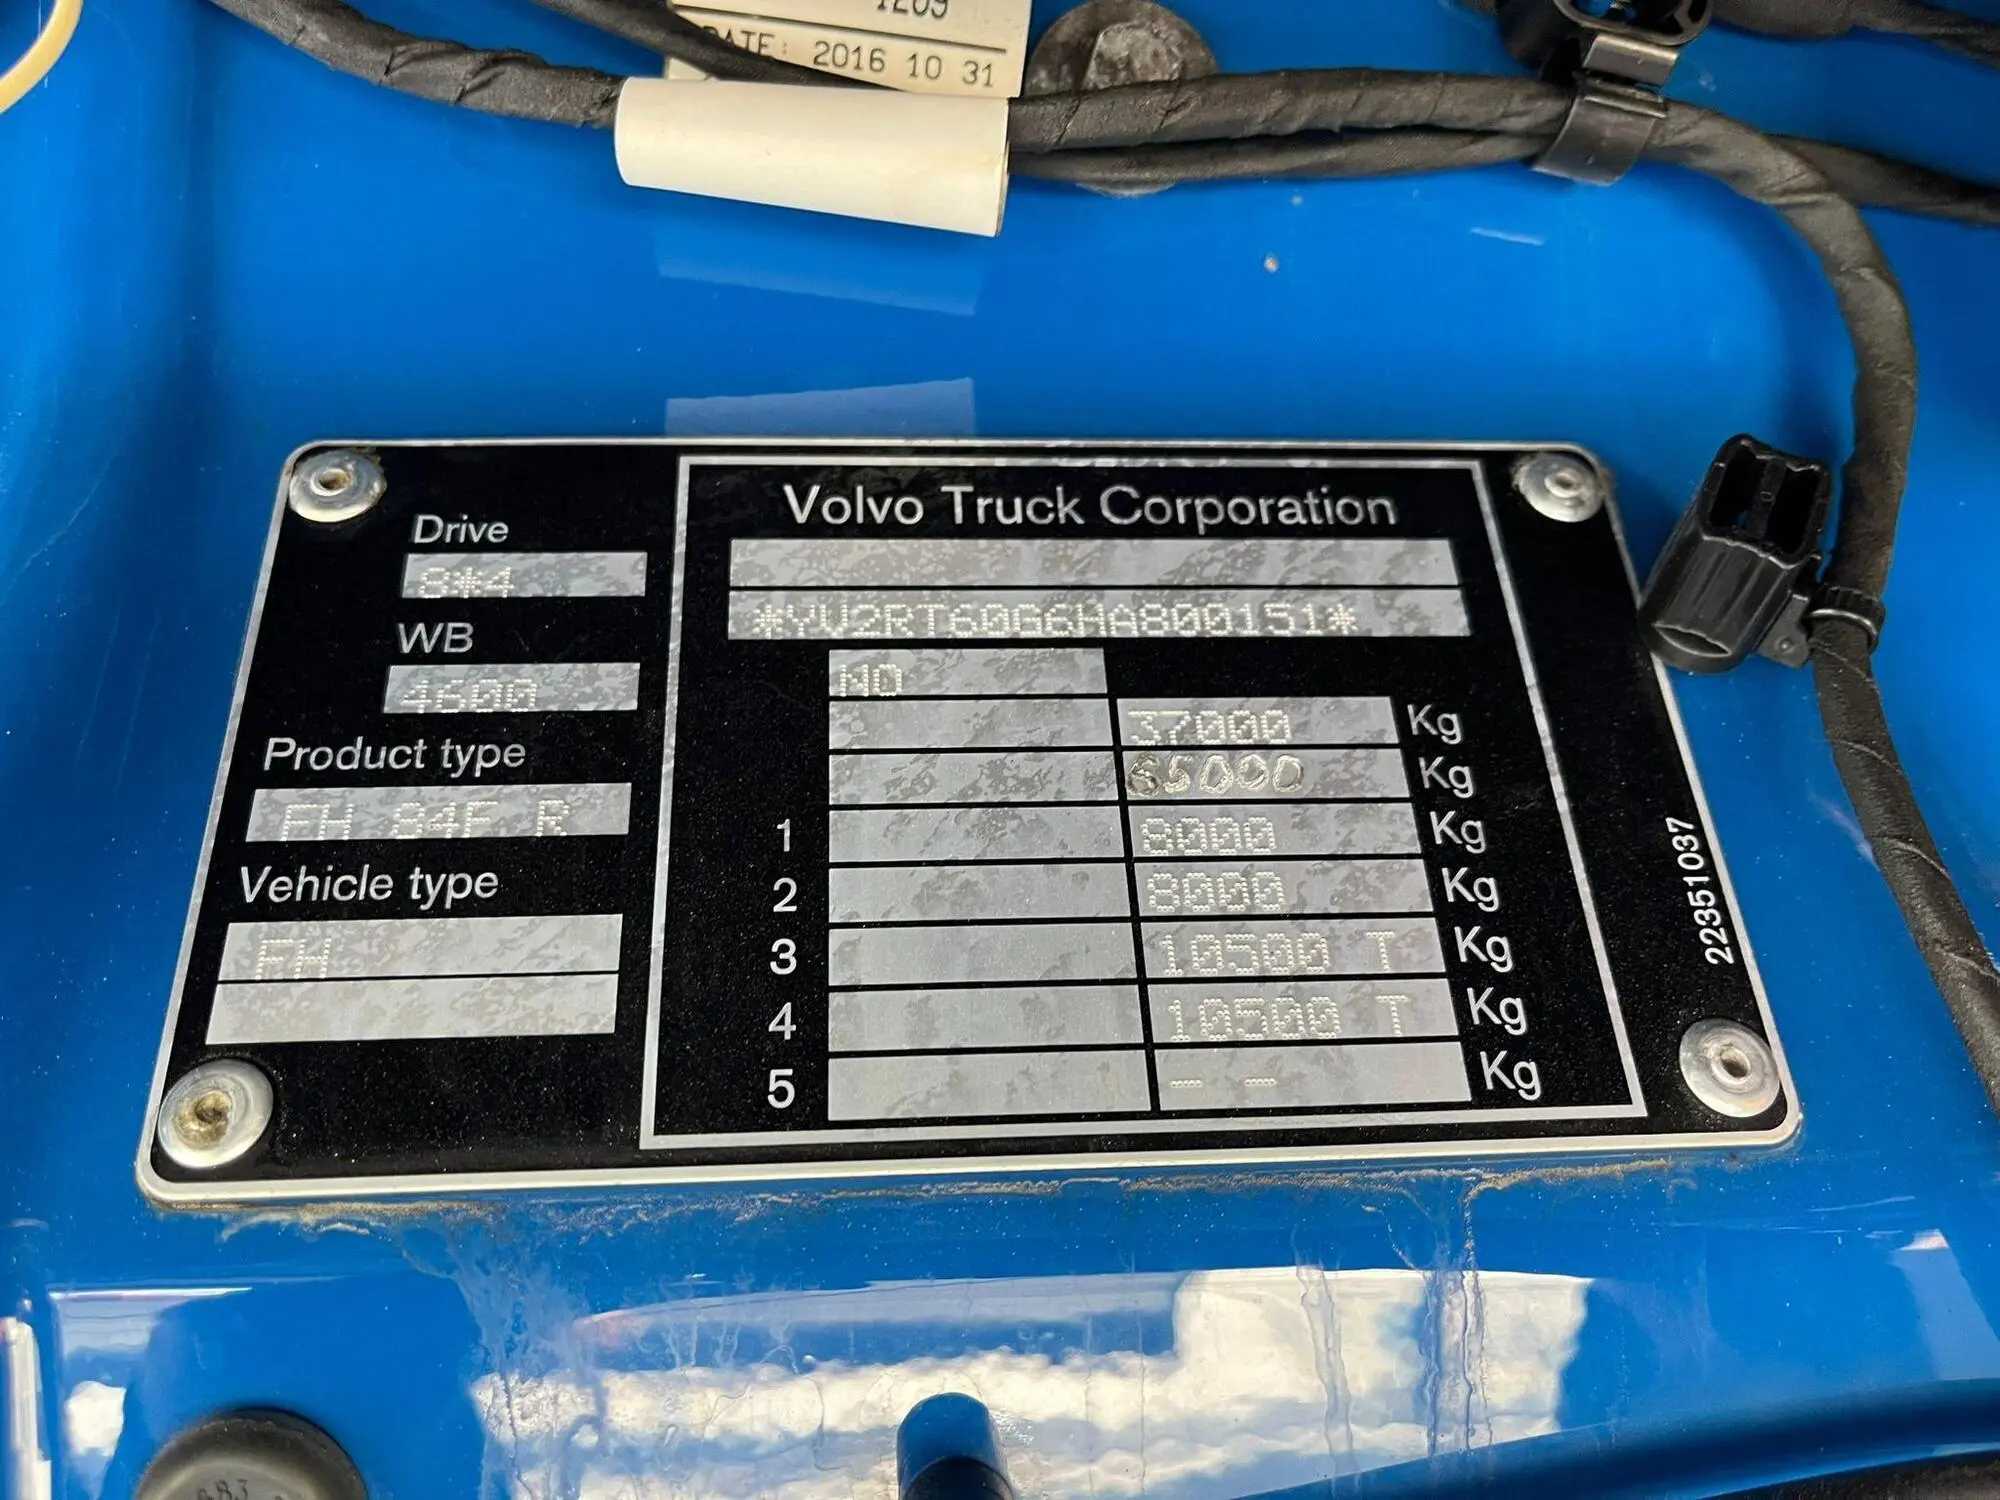 1209
DATE: 2016 10 31
Volvo Truck Corporation
Drive
8*4
WB
4600
Product type
FH 84F R
Vehicle type
FH
*YV2RT60G6HA800151*
NO
37000 Kg
65000 Kg
1 8000 Kg
2 8000 Kg
3 10500 T Kg
4 10500 T Kg
5 – – Kg
22351037